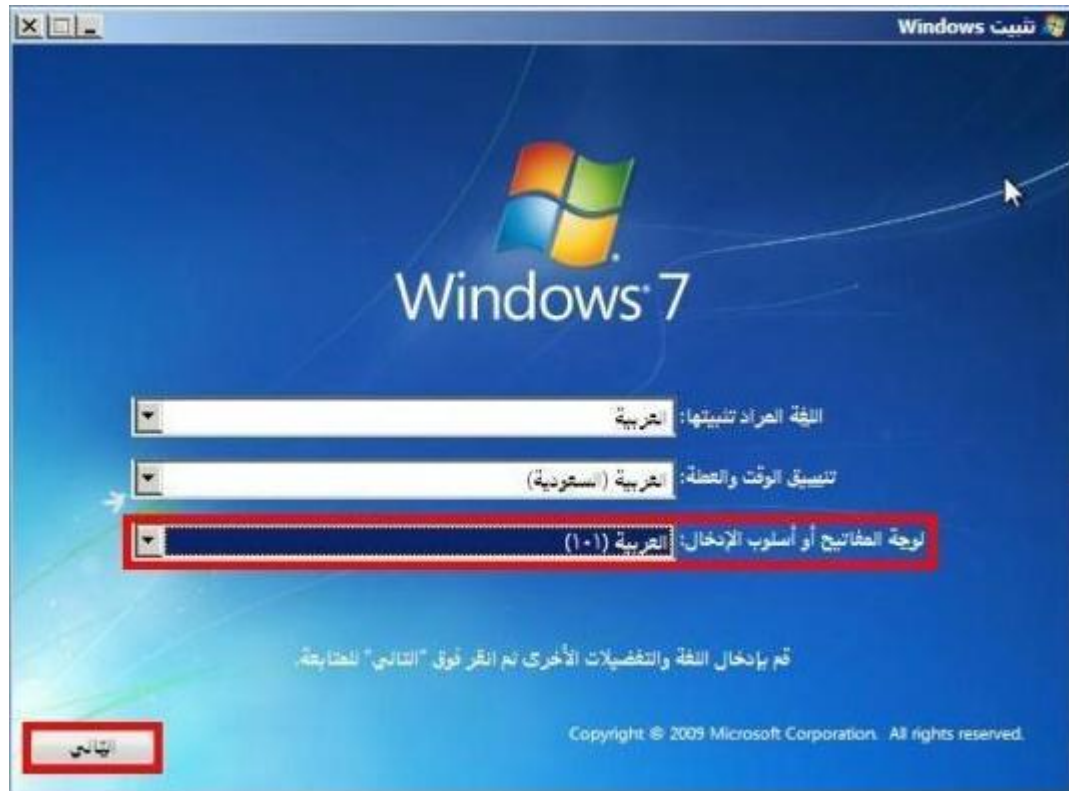 تثبيت Windows
Windows 7
اللغة المراد تثبيتها: العربية
تنسيق الوقت والعملة: العربية (السعودية)
لوحة المفاتيح أو أسلوب الإدخال: العربية (١٠١)
قم بإدخال اللغة والتفضيلات الأخرى ثم انقر فوق "التالي" للمتابعة.
Copyright © 2009 Microsoft Corporation. All rights reserved.
التالي